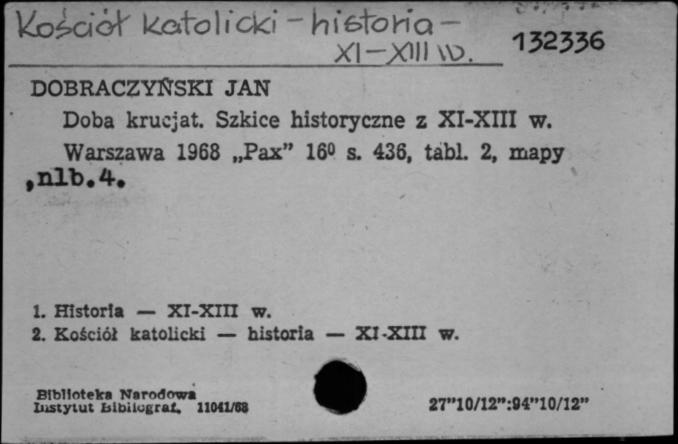 Kościół katolicki - historia -
XI-XIII w.
132336
DOBRACZYŃSKI JAN
Doba krucjat. Szkice historyczne z XI-XIII w.
Warszawa 1968 „Pax” 16⁰ s. 436, tabl. 2, mapy
,nlb.4.
1. Historia — XI-XIII w.
2. Kościół katolicki — historia — XI-XIII w.
Biblioteka Narodowa
Instytut Bibliograf. 11041/68
27”10/12”:94”10/12”